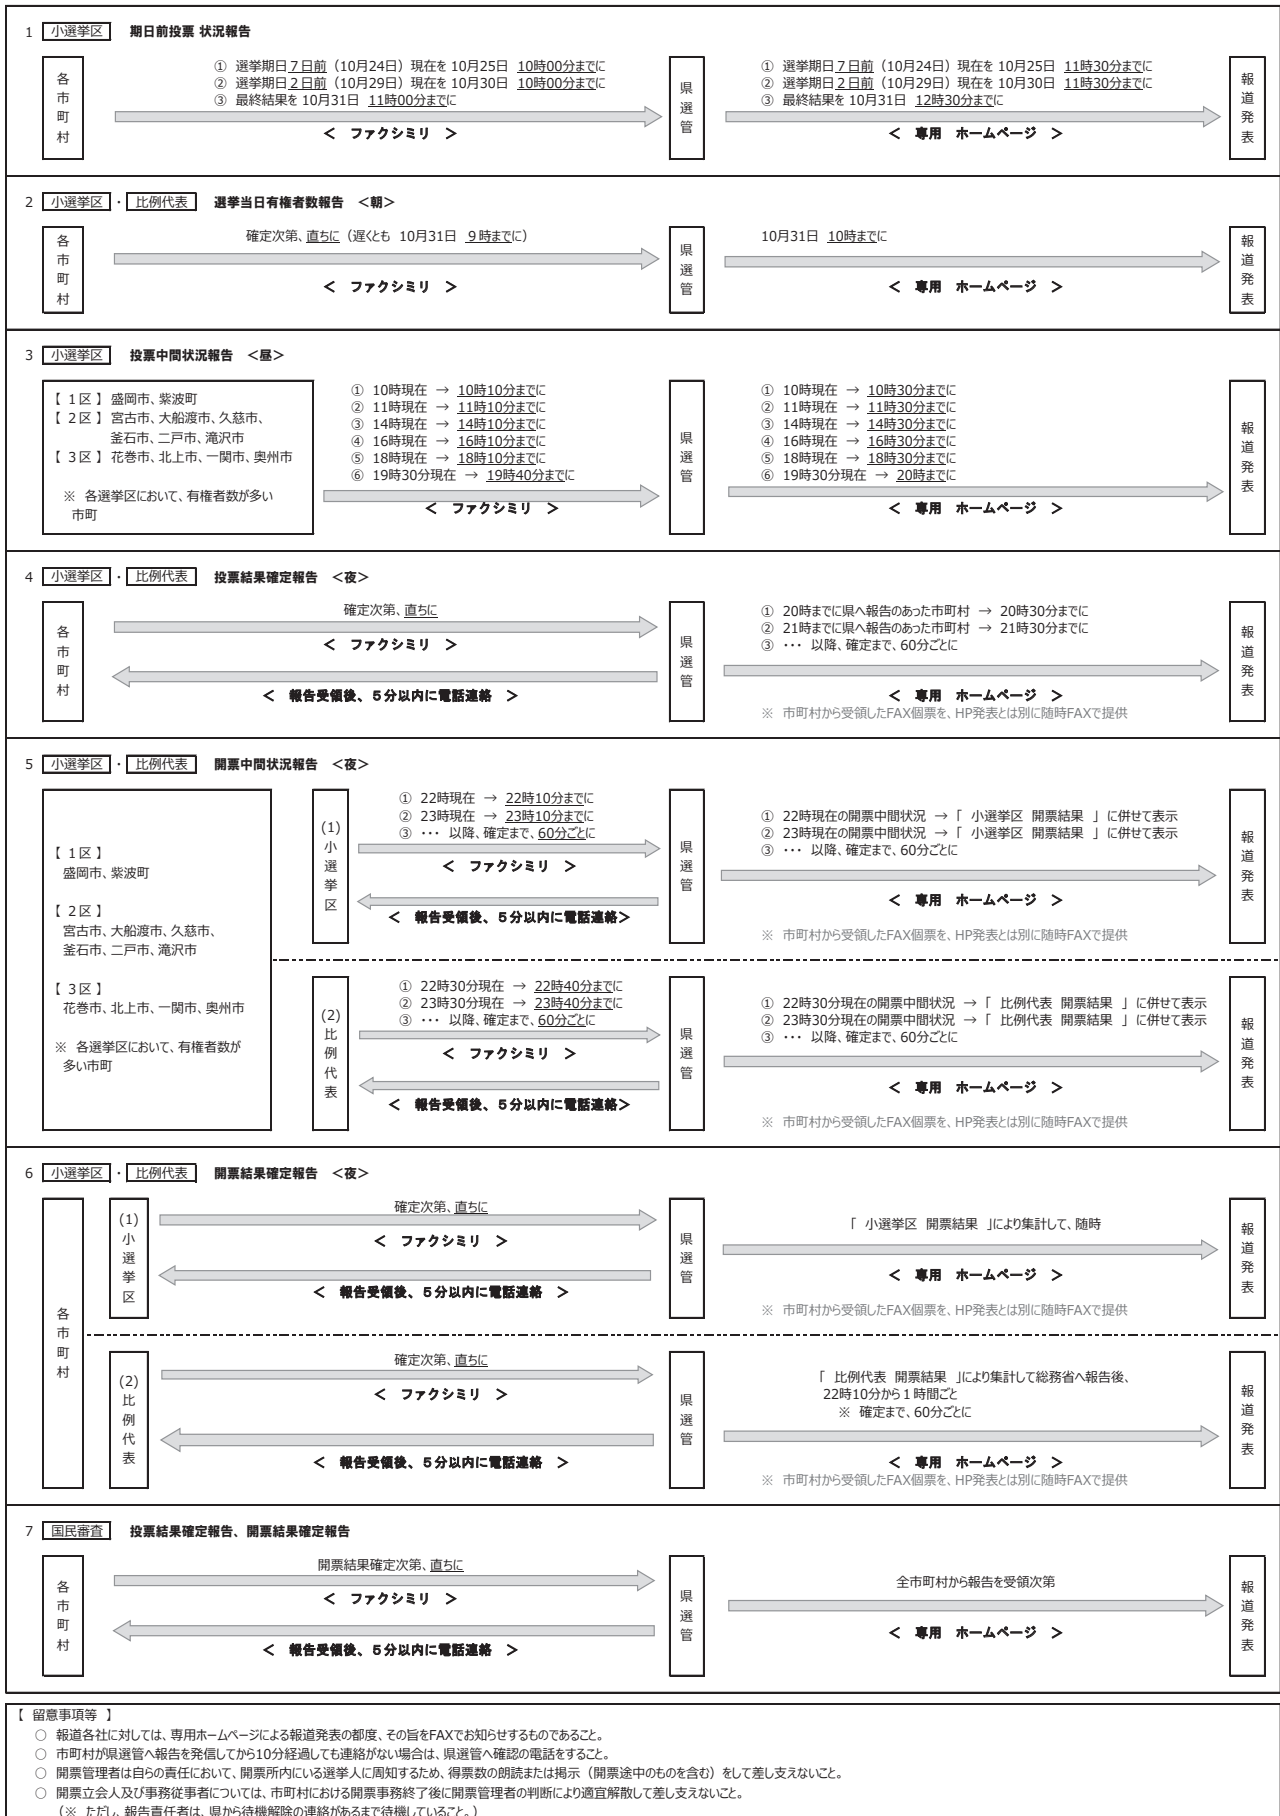 1 小選挙区 期日前投票 状況報告
各市町村
① 選挙期日７日前（10月24日）現在を 10月25日 10時00分までに
② 選挙期日２日前（10月29日）現在を 10月30日 10時00分までに
③ 最終結果を 10月31日 11時00分までに
＜ ファクシミリ ＞
県選管
① 選挙期日７日前（10月24日）現在を 10月25日 11時30分までに
② 選挙期日２日前（10月29日）現在を 10月30日 11時30分までに
③ 最終結果を 10月31日 12時30分までに
＜ 専用 ホームページ ＞
報道発表
2 小選挙区 ・ 比例代表 選挙当日有権者数報告 ＜朝＞
各市町村
確定次第、直ちに（遅くとも 10月31日 ９時までに）
＜ ファクシミリ ＞
県選管
10月31日 10時までに
＜ 専用 ホームページ ＞
報道発表
3 小選挙区 投票中間状況報告 ＜昼＞
【 １区 】 盛岡市、紫波町
【 ２区 】 宮古市、大船渡市、久慈市、
釜石市、二戸市、滝沢市
【 ３区 】 花巻市、北上市、一関市、奥州市
※ 各選挙区において、有権者数が多い
市町
① 10時現在 → 10時10分までに
② 11時現在 → 11時10分までに
③ 14時現在 → 14時10分までに
④ 16時現在 → 16時10分までに
⑤ 18時現在 → 18時10分までに
⑥ 19時30分現在 → 19時40分までに
＜ ファクシミリ ＞
県選管
① 10時現在 → 10時30分までに
② 11時現在 → 11時30分までに
③ 14時現在 → 14時30分までに
④ 16時現在 → 16時30分までに
⑤ 18時現在 → 18時30分までに
⑥ 19時30分現在 → 20時までに
＜ 専用 ホームページ ＞
報道発表
4 小選挙区 ・ 比例代表 投票結果確定報告 ＜夜＞
各市町村
確定次第、直ちに
＜ ファクシミリ ＞
＜ 報告受領後、５分以内に電話連絡 ＞
県選管
① 20時までに県へ報告のあった市町村 → 20時30分までに
② 21時までに県へ報告のあった市町村 → 21時30分までに
③ ・・・ 以降、確定まで、60分ごとに
＜ 専用 ホームページ ＞
※ 市町村から受領したFAX個票を、HP発表とは別に随時FAXで提供
報道発表
5 小選挙区 ・ 比例代表 開票中間状況報告 ＜夜＞
【 １区 】
盛岡市、紫波町
【 ２区 】
宮古市、大船渡市、久慈市、
釜石市、二戸市、滝沢市
【 ３区 】
花巻市、北上市、一関市、奥州市
※ 各選挙区において、有権者数が
多い市町
(1)小選挙区
① 22時現在 → 22時10分までに
② 23時現在 → 23時10分までに
③ ・・・ 以降、確定まで、60分ごとに
＜ ファクシミリ ＞
＜ 報告受領後、５分以内に電話連絡＞
県選管
① 22時現在の開票中間状況 →「 小選挙区 開票結果 」に併せて表示
② 23時現在の開票中間状況 →「 小選挙区 開票結果 」に併せて表示
③ ・・・ 以降、確定まで、60分ごとに
＜ 専用 ホームページ ＞
※ 市町村から受領したFAX個票を、HP発表とは別に随時FAXで提供
報道発表
(2)比例代表
① 22時30分現在 → 22時40分までに
② 23時30分現在 → 23時40分までに
③ ・・・ 以降、確定まで、60分ごとに
＜ ファクシミリ ＞
＜ 報告受領後、５分以内に電話連絡＞
県選管
① 22時30分現在の開票中間状況 →「 比例代表 開票結果 」に併せて表示
② 23時30分現在の開票中間状況 →「 比例代表 開票結果 」に併せて表示
③ ・・・ 以降、確定まで、60分ごとに
＜ 専用 ホームページ ＞
※ 市町村から受領したFAX個票を、HP発表とは別に随時FAXで提供
報道発表
6 小選挙区 ・ 比例代表 開票結果確定報告 ＜夜＞
各市町村
(1)小選挙区
確定次第、直ちに
＜ ファクシミリ ＞
＜ 報告受領後、５分以内に電話連絡 ＞
県選管
「 小選挙区 開票結果 」により集計して、随時
＜ 専用 ホームページ ＞
※ 市町村から受領したFAX個票を、HP発表とは別に随時FAXで提供
報道発表
(2)比例代表
確定次第、直ちに
＜ ファクシミリ ＞
＜ 報告受領後、５分以内に電話連絡 ＞
県選管
「 比例代表 開票結果 」により集計して総務省へ報告後、
22時10分から１時間ごと
※ 確定まで、60分ごとに
＜ 専用 ホームページ ＞
※ 市町村から受領したFAX個票を、HP発表とは別に随時FAXで提供
報道発表
7 国民審査 投票結果確定報告、開票結果確定報告
各市町村
開票結果確定次第、直ちに
＜ ファクシミリ ＞
＜ 報告受領後、５分以内に電話連絡 ＞
県選管
全市町村から報告を受領次第
＜ 専用 ホームページ ＞
報道発表
【 留意事項等 】
○ 報道各社に対しては、専用ホームページによる報道発表の都度、その旨をFAXでお知らせするものであること。
○ 市町村が県選管へ報告を発信してから10分経過しても連絡がない場合は、県選管へ確認の電話をすること。
○ 開票管理者は自らの責任において、開票所内にいる選挙人に周知するため、得票数の朗読または掲示（開票途中のものを含む）をして差し支えないこと。
○ 開票立会人及び事務従事者については、市町村における開票事務終了後に開票管理者の判断により適宜解散して差し支えないこと。
（※ ただし、報告責任者は、県から待機解除の連絡があるまで待機していること。）